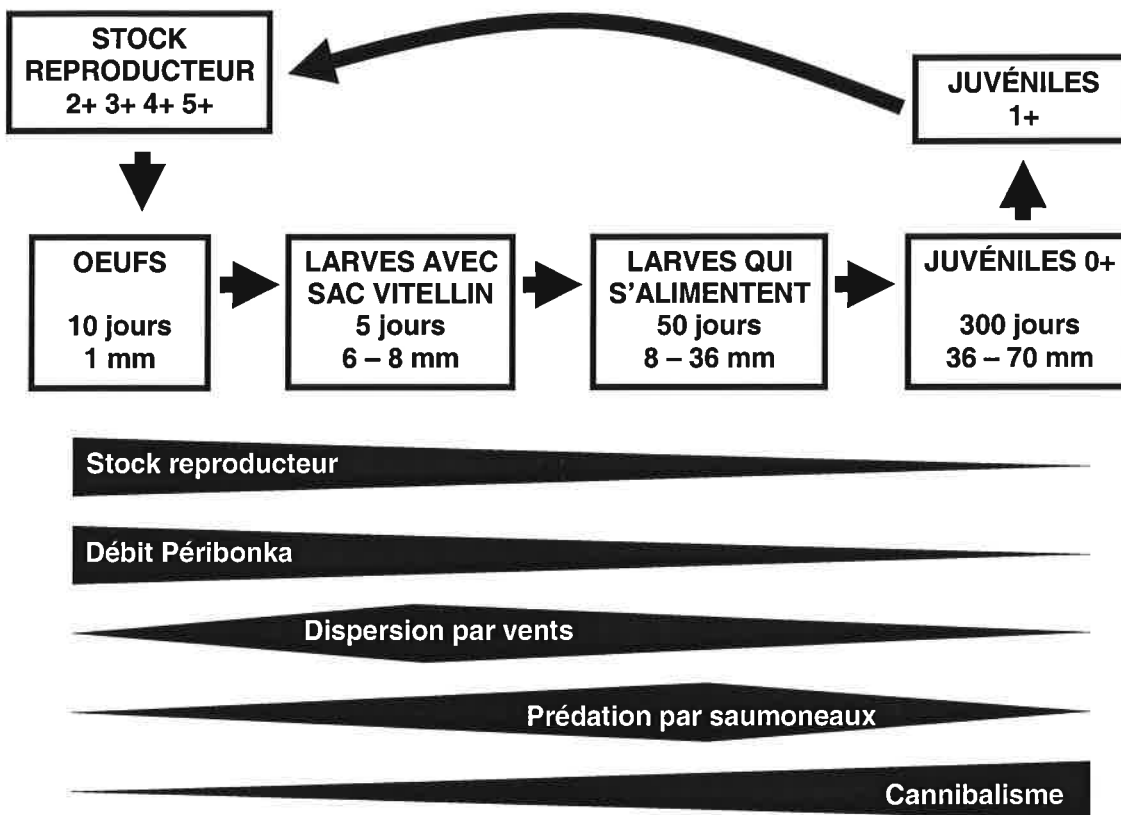 STOCK
REPRODUCTEUR
2+ 3+ 4+ 5+
JUVÉNILES
1+
OEUFS
10 jours
1 mm
LARVES AVEC
SAC VITELLIN
5 jours
6 – 8 mm
LARVES QUI
S'ALIMENTENT
50 jours
8 – 36 mm
JUVÉNILES 0+
300 jours
36 – 70 mm
Stock reproducteur
Débit Péribonka
Dispersion par vents
Prédation par saumoneaux
Cannibalisme